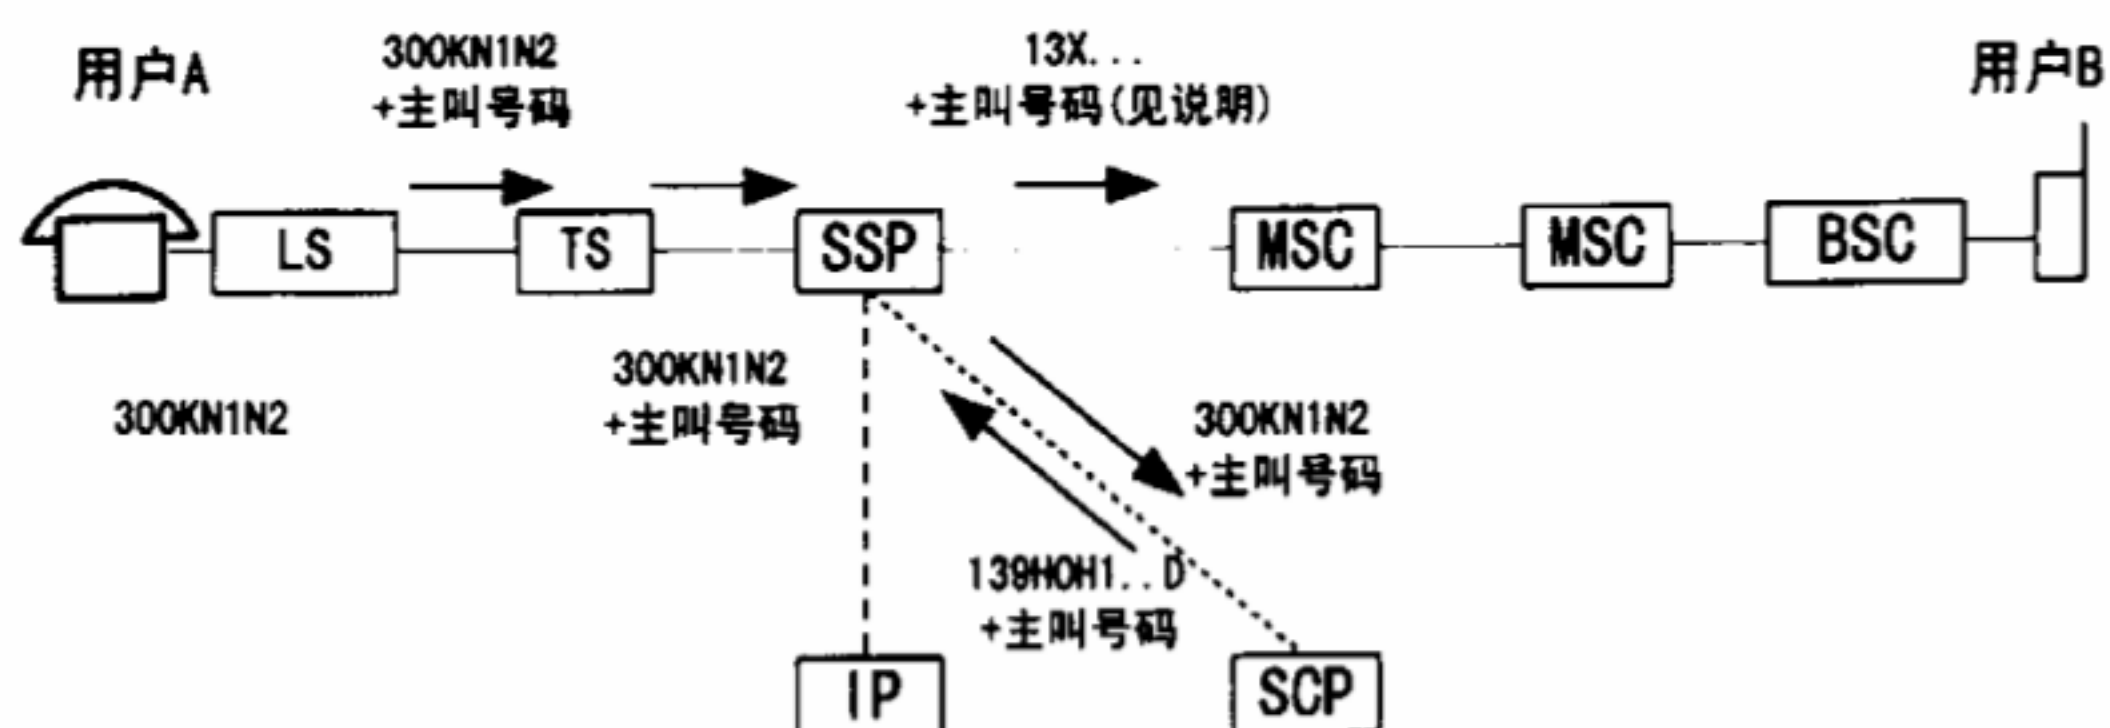 用户A
300KN1N2
+主叫号码
13X...
+主叫号码(见说明)
用户B
LS
TS
SSP
MSC
MSC
BSC
300KN1N2
300KN1N2
+主叫号码
300KN1N2
+主叫号码
139H0H1..D
+主叫号码
IP
SCP